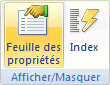 Feuille des Index
propriétés
Afficher/Masquer